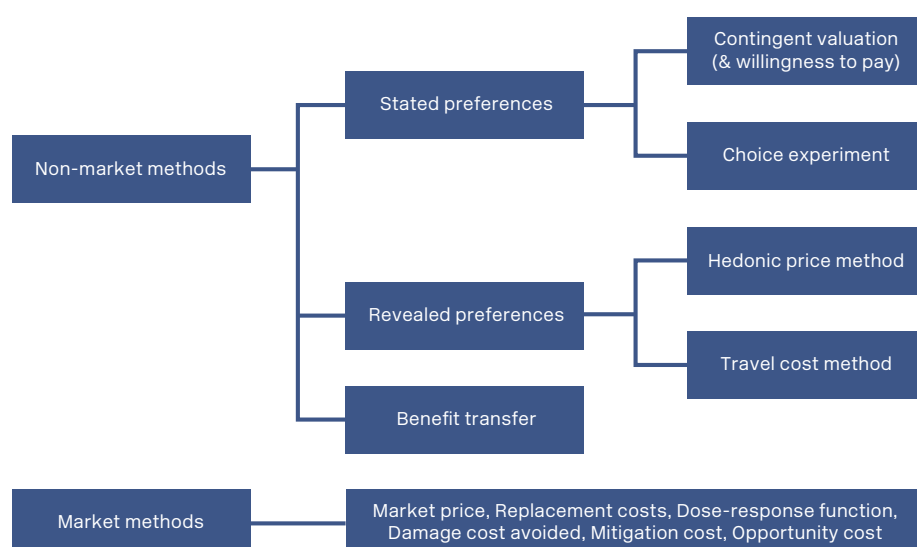 Contingent valuation
(& willingness to pay)
Stated preferences
Choice experiment
Non-market methods
Hedonic price method
Revealed preferences
Travel cost method
Benefit transfer
Market methods
Market price, Replacement costs, Dose-response function,
Damage cost avoided, Mitigation cost, Opportunity cost